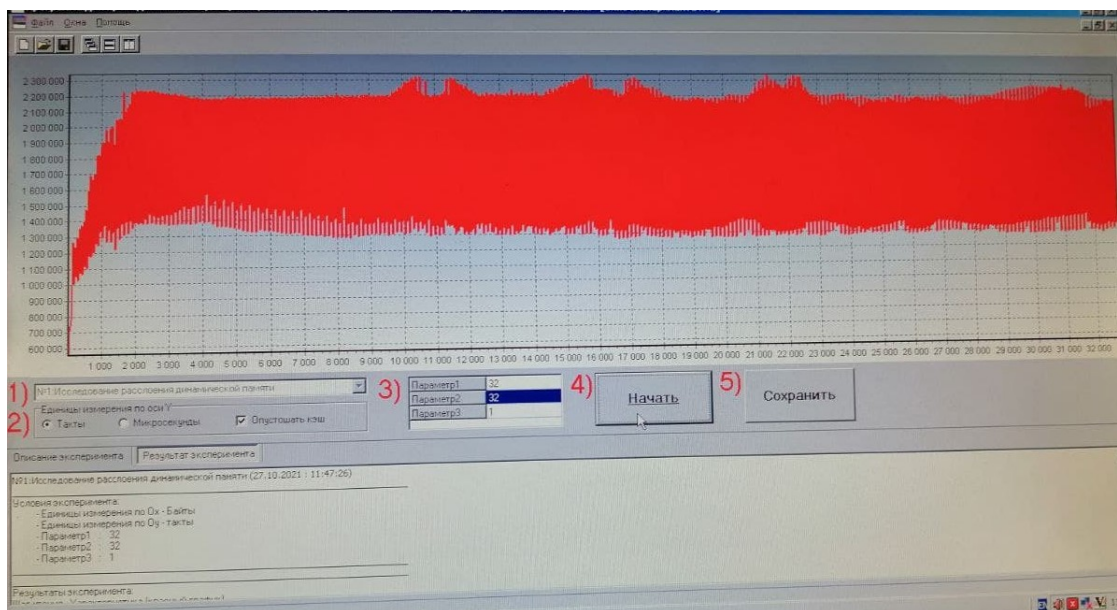 Файл Окна Помощь
2 300 000
2 200 000
2 100 000
2 000 000
1 900 000
1 800 000
1 700 000
1 600 000
1 500 000
1 400 000
1 300 000
1 200 000
1 100 000
1 000 000
900 000
800 000
700 000
600 000
1 000 2 000 3 000 4 000 5 000 6 000 7 000 8 000 9 000 10 000 11 000 12 000 13 000 14 000 15 000 16 000 17 000 18 000 19 000 20 000 21 000 22 000 23 000 24 000 25 000 26 000 27 000 28 000 29 000 30 000 31 000 32 000
1) №1:Исследование расслоения динамической памяти
2) Единицы измерения по оси Y
Такты Микросекунды Опустошать кэш
3) Параметр1 32
Параметр2 32
Параметр3 1
4) Начать
5) Сохранить
Описание эксперимента Результат эксперимента
№1:Исследование расслоения динамической памяти (27.10.2021 : 11:47:26)
Условия эксперимента:
- Единицы измерения по Ox - Байты
- Единицы измерения по Oy - такты
- Параметр1 : 32
- Параметр2 : 32
- Параметр3 : 1
Результаты эксперимента: